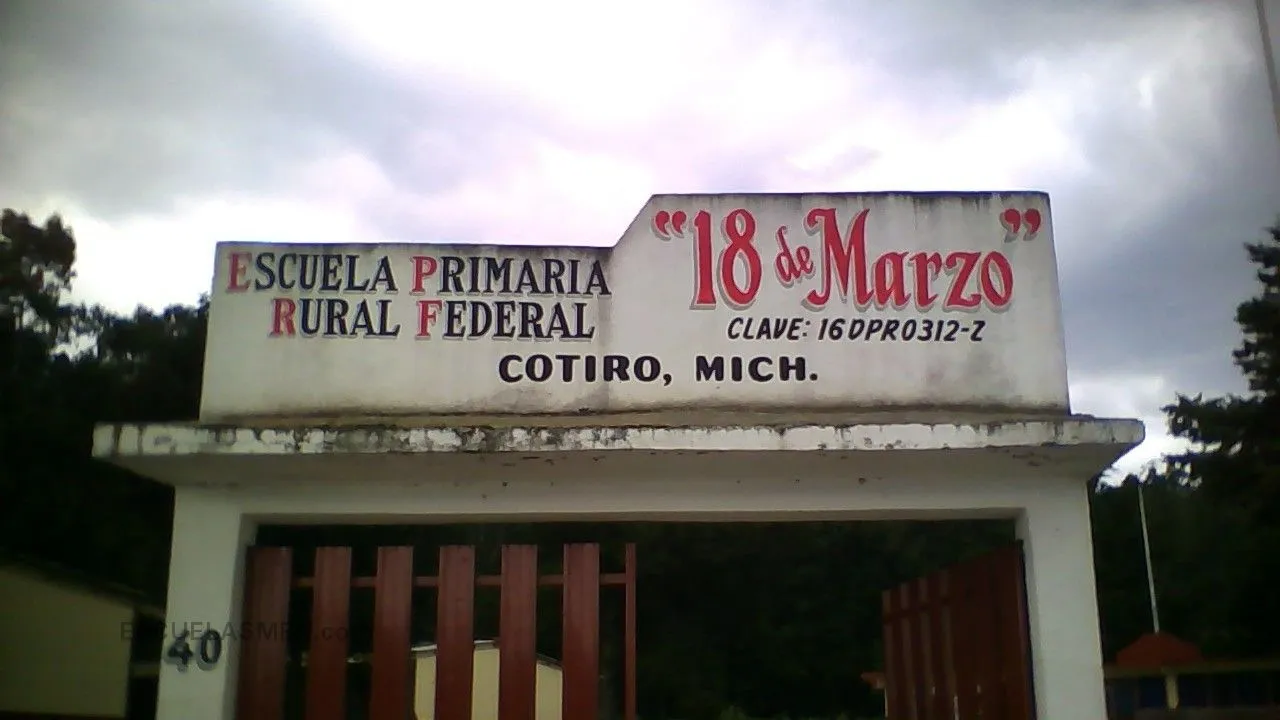 ESCUELA PRIMARIA
RURAL FEDERAL
"18 de Marzo"
CLAVE: 16DPR0312-Z
COTIRO, MICH.
40